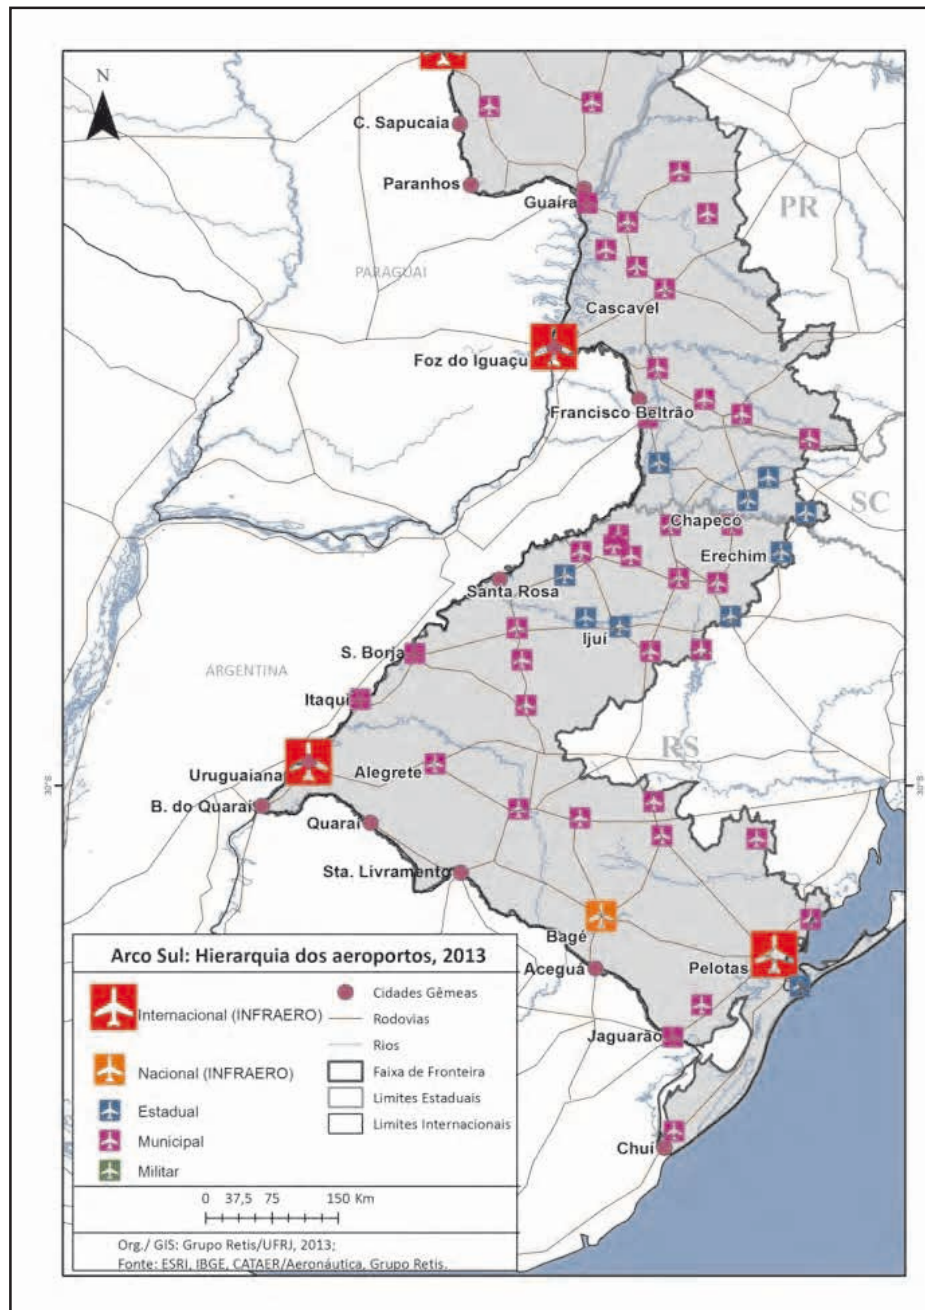 N
C. Sapucaia
Paranhos
Guaíra
PR
PARAGUAI
Cascavel
Foz do Iguaçu
Francisco Beltrão
SC
Chapecó
Erechim
Santa Rosa
Ijuí
S. Borja
ARGENTINA
Itaqui
RS
Uruguaiana
Alegrete
30°S
30°S
B. do Quaraí
Quaraí
Sta. Livramento
Bagé
Aceguá
Pelotas
Jaguarão
Chuí
Arco Sul: Hierarquia dos aeroportos, 2013
Internacional (INFRAERO)
Nacional (INFRAERO)
Estadual
Municipal
Militar
Cidades Gêmeas
Rodovias
Rios
Faixa de Fronteira
Limites Estaduais
Limites Internacionais
0 37,5 75 150 Km
Org./ GIS: Grupo Retis/UFRJ, 2013;
Fonte: ESRI, IBGE, CATAER/Aeronáutica, Grupo Retis.